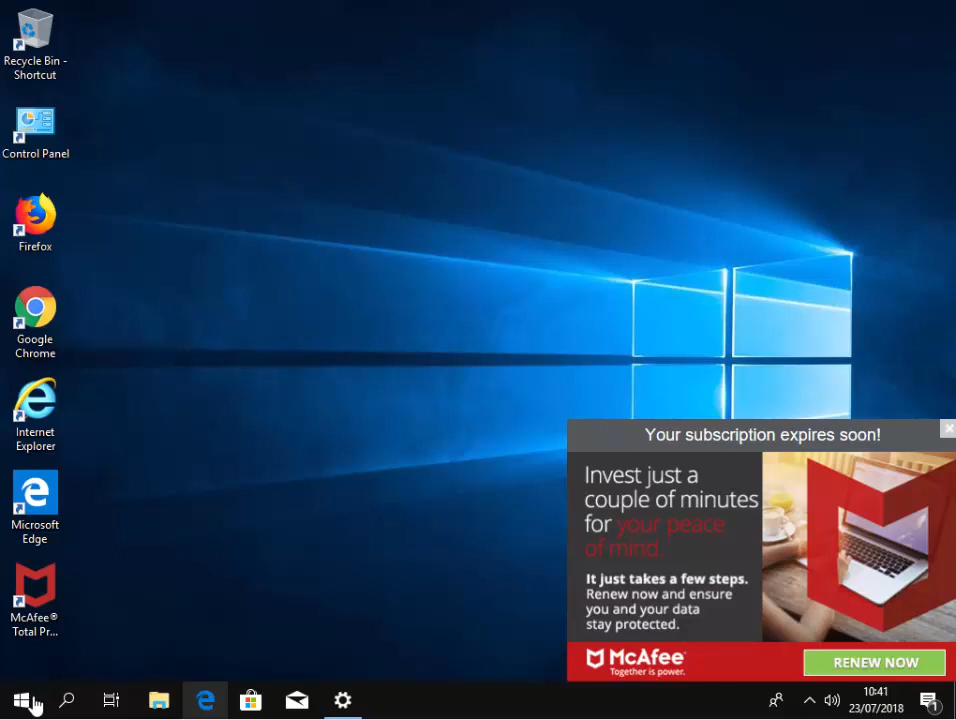 Recycle Bin -
Shortcut
Control Panel
Firefox
Google
Chrome
Internet
Explorer
Microsoft
Edge
McAfee®
Total Pr...
Your subscription expires soon!
Invest just a
couple of minutes
for your peace
of mind.
It just takes a few steps.
Renew now and ensure
you and your data
stay protected.
McAfee™
Together is power.
RENEW NOW
10:41
23/07/2018
1